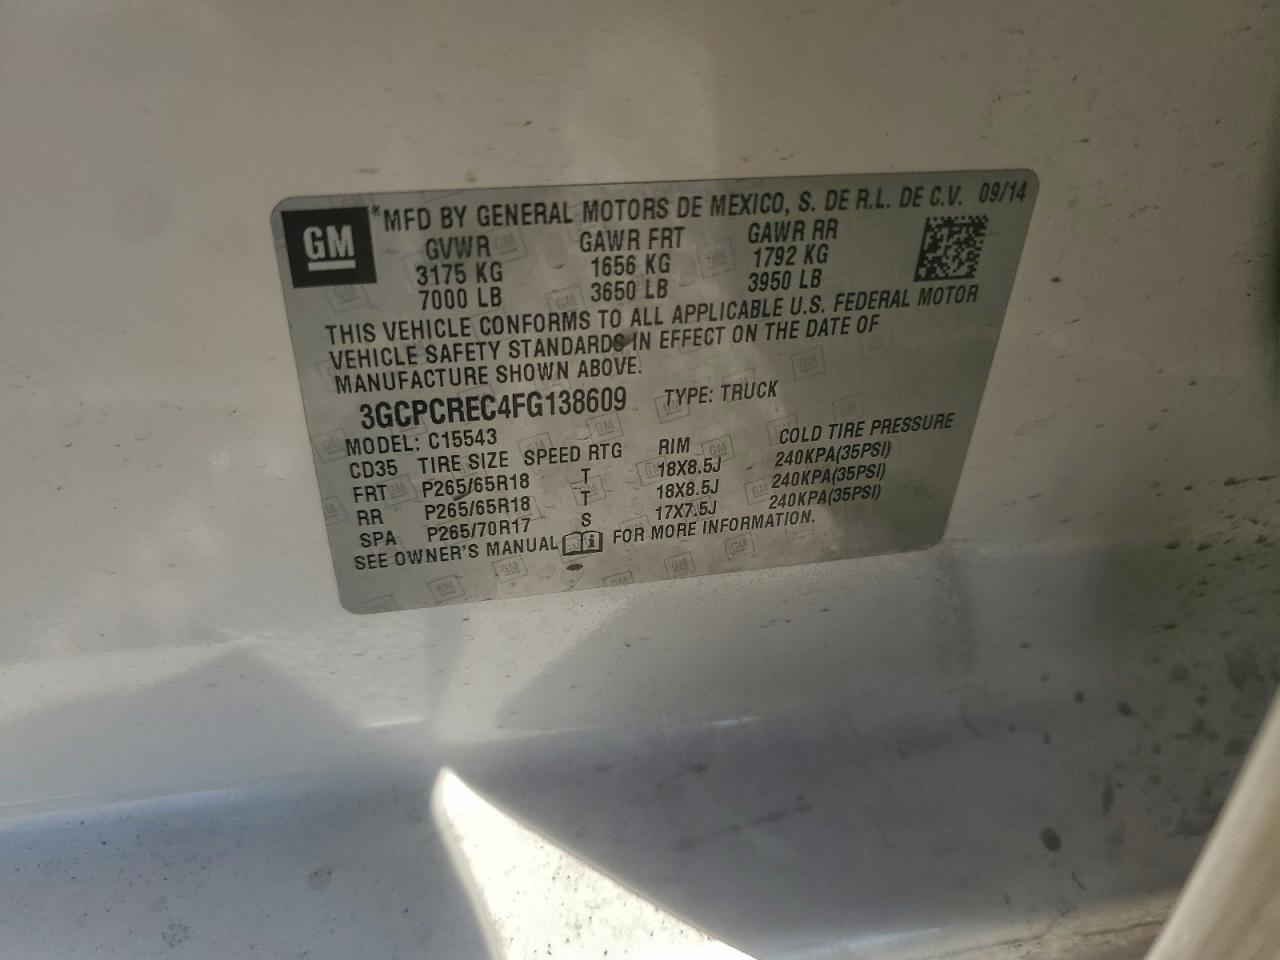 GM
*MFD BY GENERAL MOTORS DE MEXICO, S. DE R.L. DE C.V. 09/14
GVWR GAWR FRT GAWR RR
3175 KG 1656 KG 1792 KG
7000 LB 3650 LB 3950 LB
THIS VEHICLE CONFORMS TO ALL APPLICABLE U.S. FEDERAL MOTOR
VEHICLE SAFETY STANDARDS IN EFFECT ON THE DATE OF
MANUFACTURE SHOWN ABOVE.
3GCPCREC4FG138609 TYPE: TRUCK
MODEL: C15543
CD35 TIRE SIZE SPEED RTG RIM COLD TIRE PRESSURE
FRT P265/65R18 T 18X8.5J 240KPA(35PSI)
RR P265/65R18 T 18X8.5J 240KPA(35PSI)
SPA P265/70R17 S 17X7.5J 240KPA(35PSI)
SEE OWNER'S MANUAL FOR MORE INFORMATION.